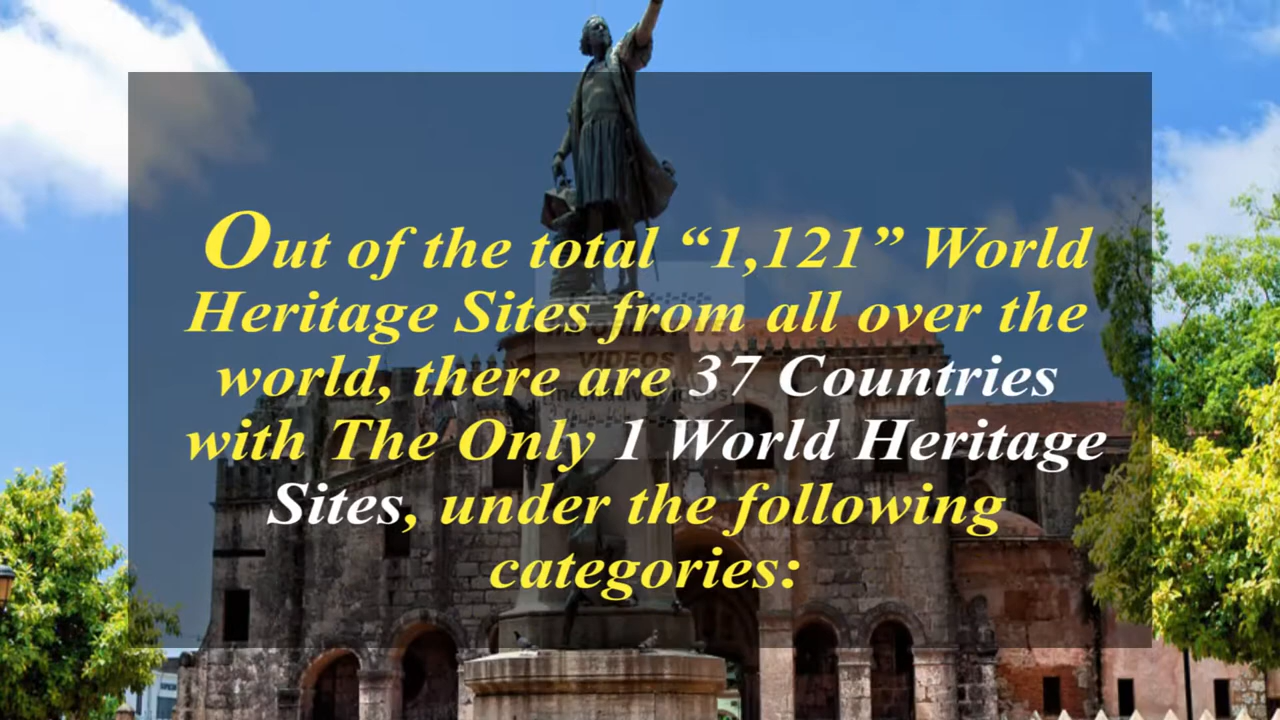 Out of the total “1,121” World
Heritage Sites from all over the
world, there are 37 Countries
with The Only 1 World Heritage
Sites, under the following
categories:
VIDEOS